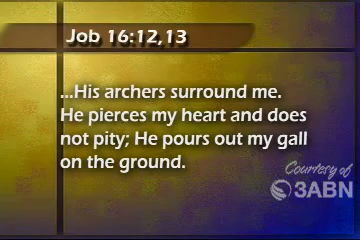 Job 16:12,13
...His archers surround me.
He pierces my heart and does
not pity; He pours out my gall
on the ground.
Courtesy of
3ABN